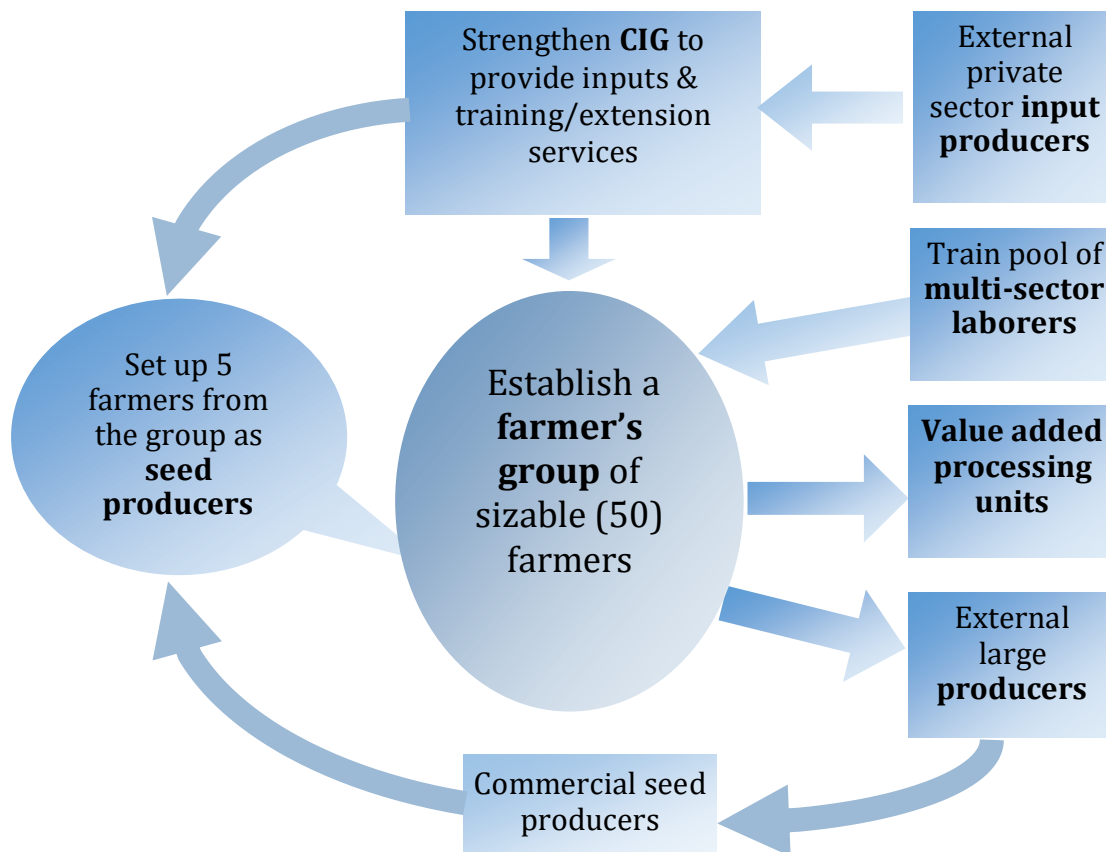 Strengthen CIG to
provide inputs &
training/extension
services
External
private
sector input
producers
Train pool of
multi-sector
laborers
Set up 5
farmers from
the group as
seed
producers
Establish a
farmer’s
group of
sizable (50)
farmers
Value added
processing
units
External
large
producers
Commercial seed
producers